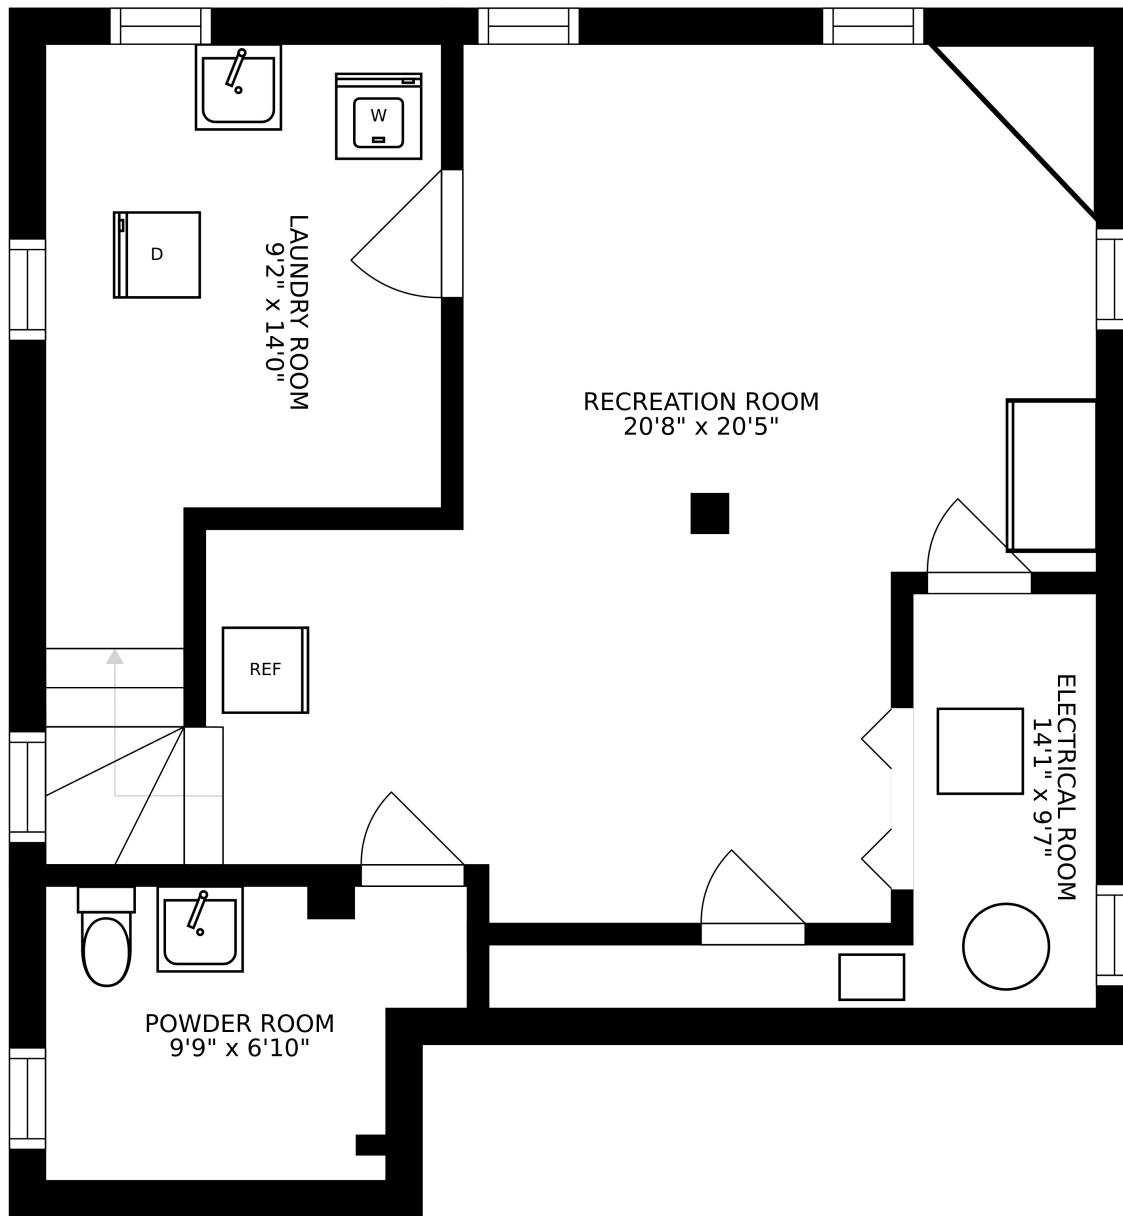 W
D
LAUNDRY ROOM
9'2" x 14'0"
RECREATION ROOM
20'8" x 20'5"
REF
ELECTRICAL ROOM
14'1" x 9'7"
POWDER ROOM
9'9" x 6'10"